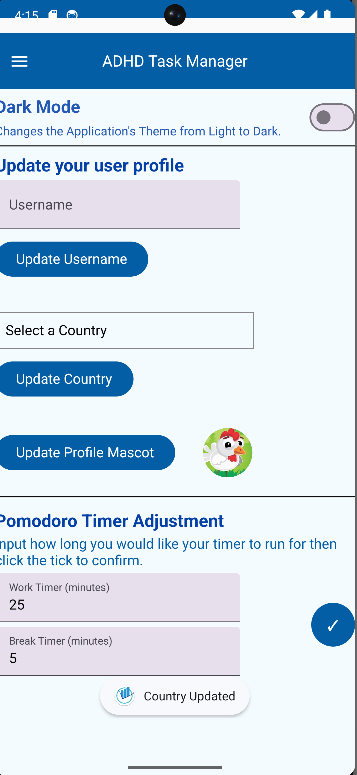 4:15
ADHD Task Manager
Dark Mode
Changes the Application's Theme from Light to Dark.
Update your user profile
Username
Update Username
Select a Country
Update Country
Update Profile Mascot
Pomodoro Timer Adjustment
Input how long you would like your timer to run for then
click the tick to confirm.
Work Timer (minutes)
25
Break Timer (minutes)
5
✓
Country Updated